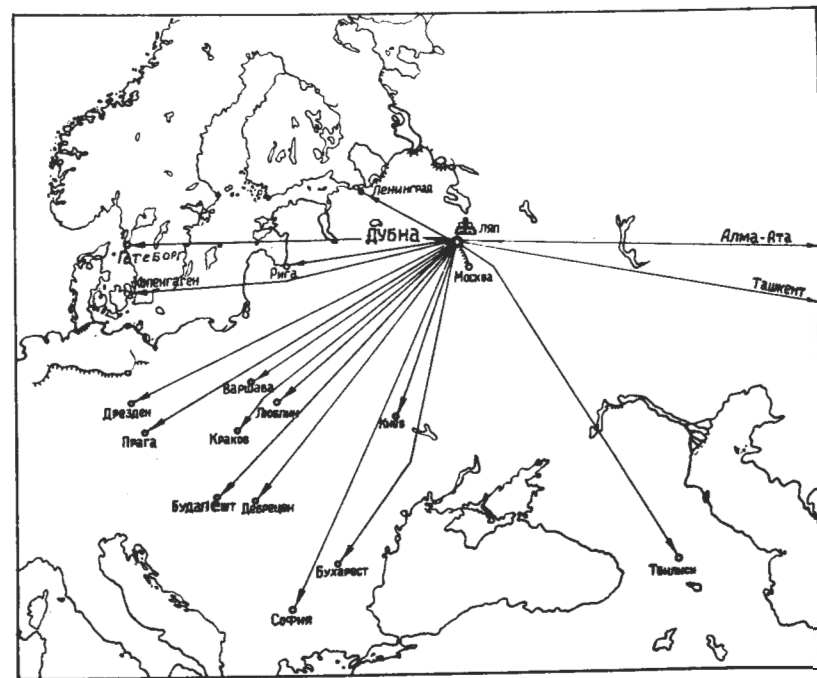 Ленинград
ДУБНА
ЛЯП
Алма-Ата
Гетеборг
Рига
Москва
Ташкент
Копенгаген
Варшава
Дрезден
Люблин
Киев
Прага
Краков
Будапешт
Дебрецен
Бухарест
Тбилиси
София